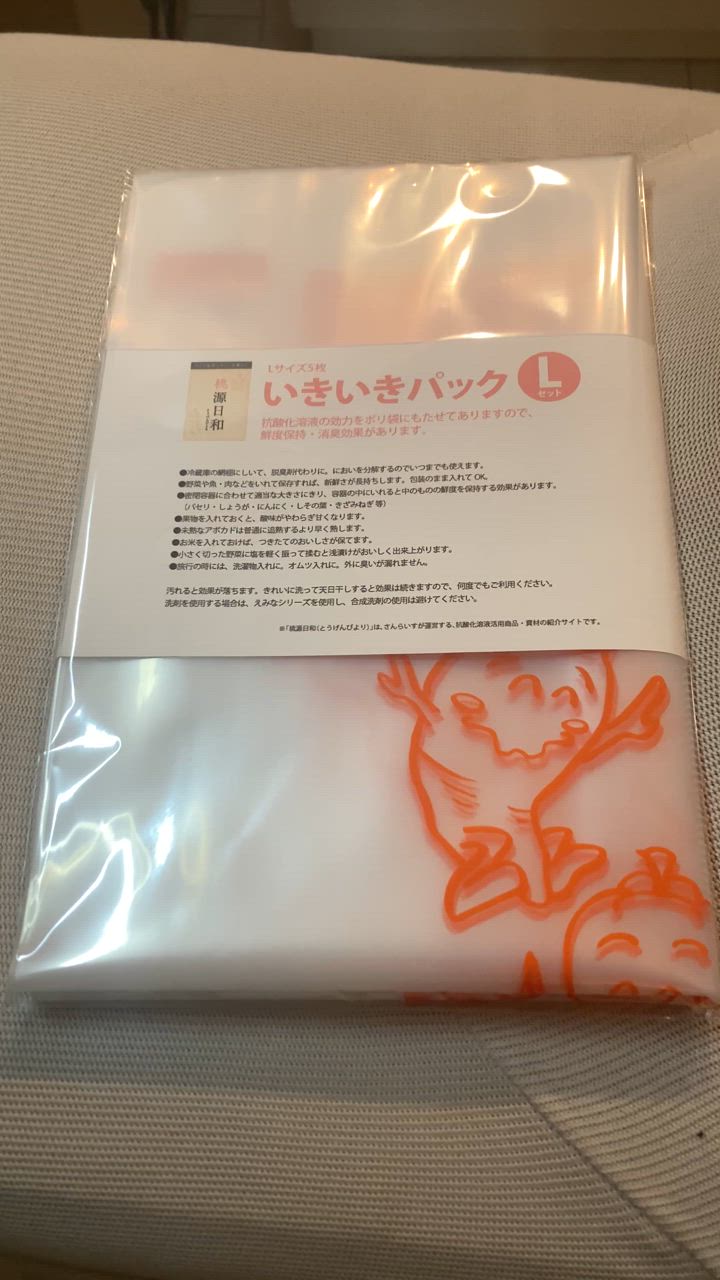 Lサイズ5枚
いきいきパック
L
セット
桃源日和
抗酸化溶液の効力をポリ袋にもたせてありますので、
鮮度保持・消臭効果があります。
●冷蔵庫の網棚にしいて、脱臭剤代わりに。においを分解するのでいつまでも使えます。
●野菜や魚・肉などをいれて保存すれば、新鮮さが長持ちします。包装のまま入れてOK。
●密閉容器に合わせて適当な大きさにきり、容器の中にいれると中のものの鮮度を保持する効果があります。
（パセリ・しょうが・にんにく・しその葉・きざみねぎ 等）
●果物を入れておくと、酸味がやわらぎ甘くなります。
●未熟なアボカドは普通に追熟するより早く熟します。
●お米を入れておけば、つきたてのおいしさが保てます。
●小さく切った野菜に塩を軽く振って揉むと浅漬けがおいしく出来上がります。
●旅行の時には、洗濯物入れに。オムツ入れに。外に臭いが漏れません。
汚れると効果が落ちます。きれいに洗って天日干しすると効果は続きますので、何度でもご利用ください。
洗剤を使用する場合は、えみなシリーズを使用し、合成洗剤の使用は避けてください。
※「桃源日和（とうげんびより）」は、さんらいすが運営する、抗酸化溶液活用商品・資材の紹介サイトです。